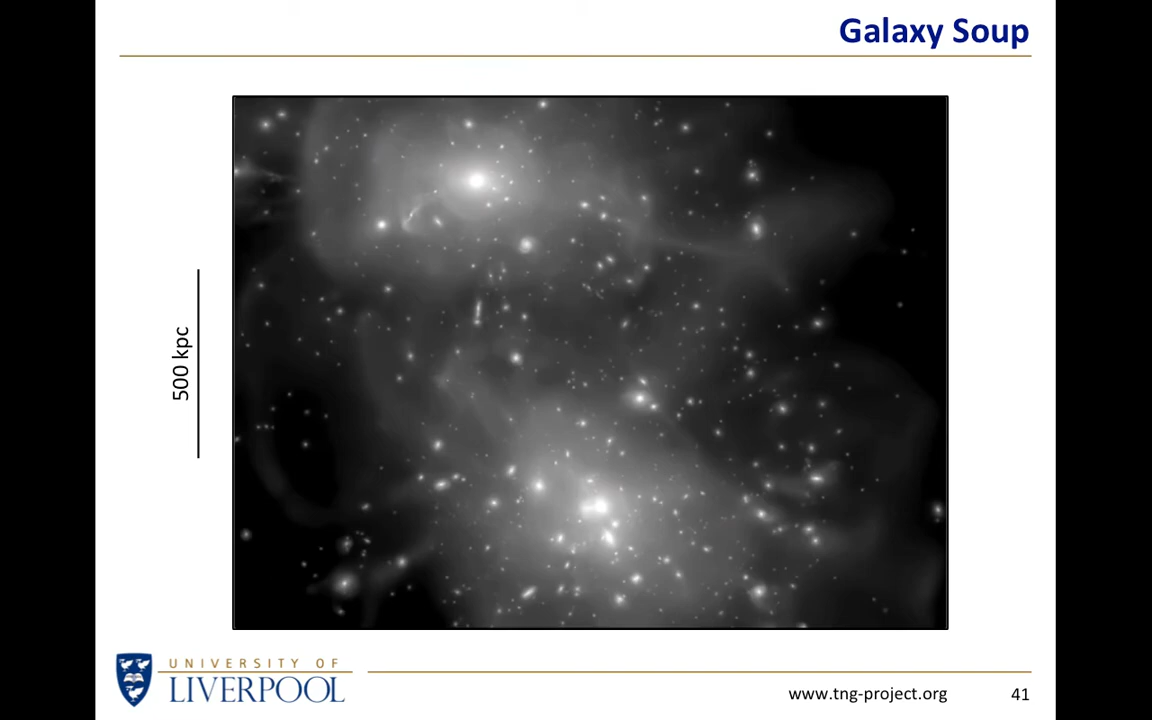 Galaxy Soup
500 kpc
UNIVERSITY OF
LIVERPOOL
www.tng-project.org
41